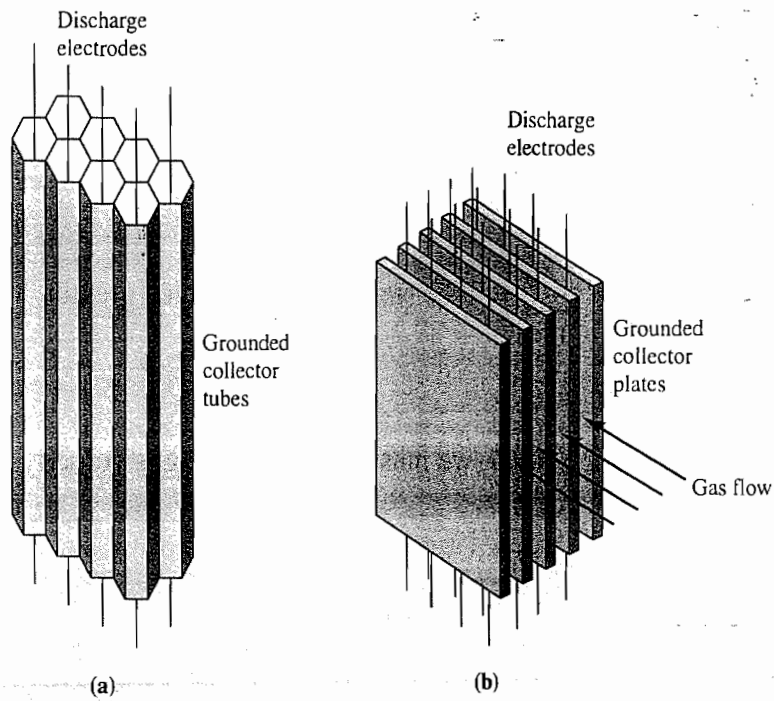 Discharge
electrodes
Grounded
collector
tubes
(a)
Discharge
electrodes
Grounded
collector
plates
Gas flow
(b)